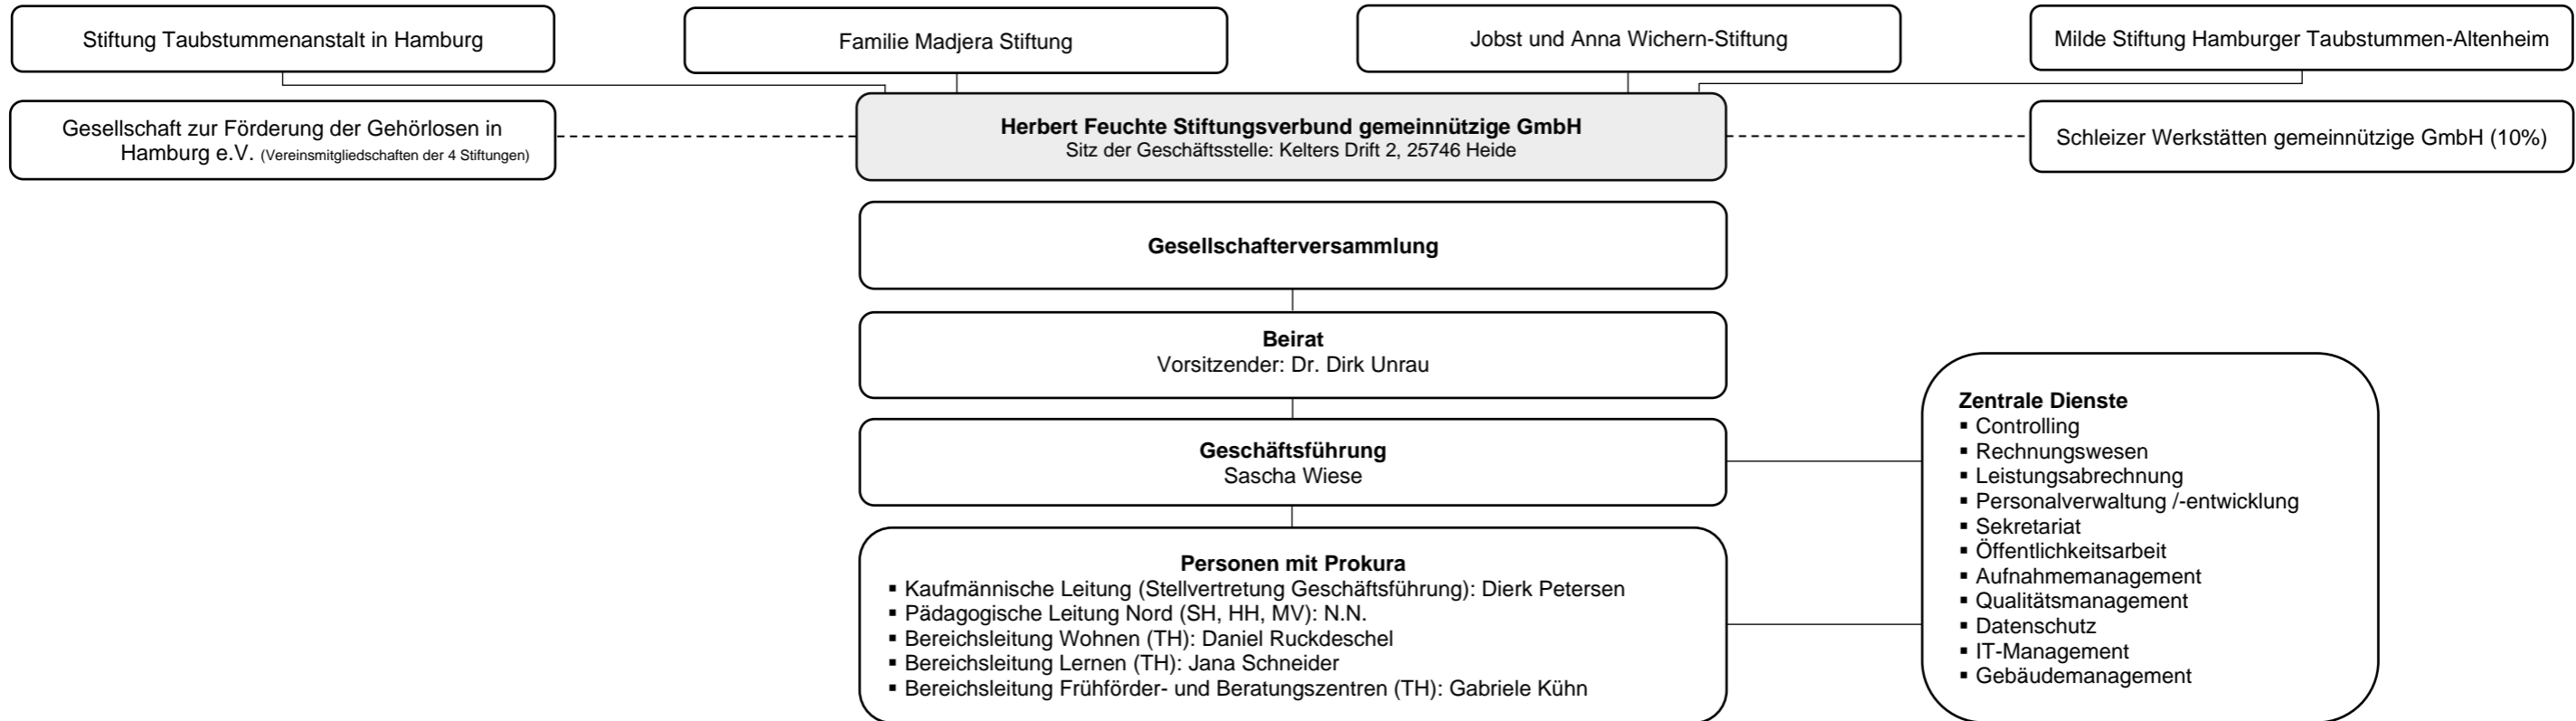 Stiftung Taubstummenanstalt in Hamburg
Familie Madjera Stiftung
Jobst und Anna Wichern-Stiftung
Milde Stiftung Hamburger Taubstummen-Altenheim
Gesellschaft zur Förderung der Gehörlosen in
Hamburg e.V. (Vereinsmitgliedschaften der 4 Stiftungen)
Herbert Feuchte Stiftungsverbund gemeinnützige GmbH
Sitz der Geschäftsstelle: Kelters Drift 2, 25746 Heide
Schleizer Werkstätten gemeinnützige GmbH (10%)
Gesellschafterversammlung
Beirat
Vorsitzender: Dr. Dirk Unrau
Geschäftsführung
Sascha Wiese
Personen mit Prokura
▪ Kaufmännische Leitung (Stellvertretung Geschäftsführung): Dierk Petersen
▪ Pädagogische Leitung Nord (SH, HH, MV): N.N.
▪ Bereichsleitung Wohnen (TH): Daniel Ruckdeschel
▪ Bereichsleitung Lernen (TH): Jana Schneider
▪ Bereichsleitung Frühförder- und Beratungszentren (TH): Gabriele Kühn
Zentrale Dienste
▪ Controlling
▪ Rechnungswesen
▪ Leistungsabrechnung
▪ Personalverwaltung /-entwicklung
▪ Sekretariat
▪ Öffentlichkeitsarbeit
▪ Aufnahmemanagement
▪ Qualitätsmanagement
▪ Datenschutz
▪ IT-Management
▪ Gebäudemanagement